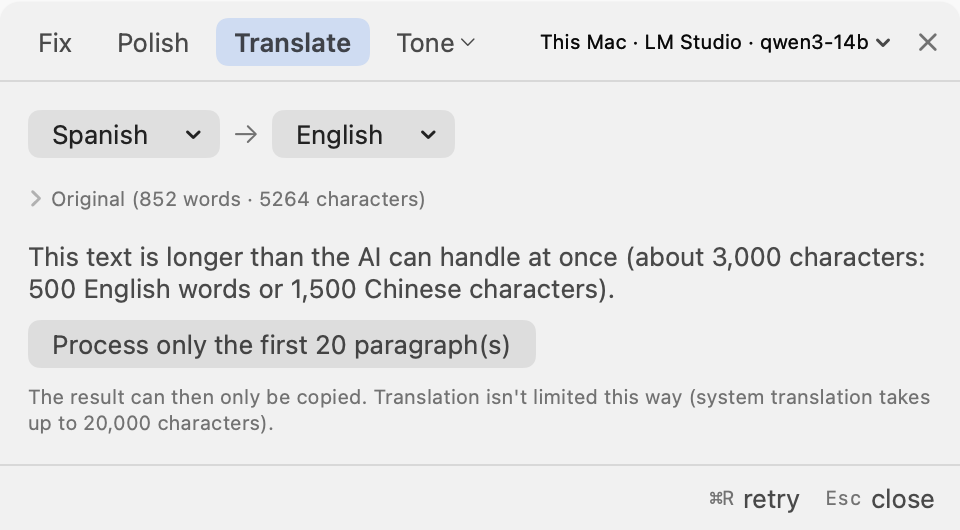 Fix Polish Translate Tone This Mac · LM Studio · qwen3-14b
Spanish → English
Original (852 words · 5264 characters)
This text is longer than the AI can handle at once (about 3,000 characters:
500 English words or 1,500 Chinese characters).
Process only the first 20 paragraph(s)
The result can then only be copied. Translation isn't limited this way (system translation takes
up to 20,000 characters).
⌘R retry Esc close